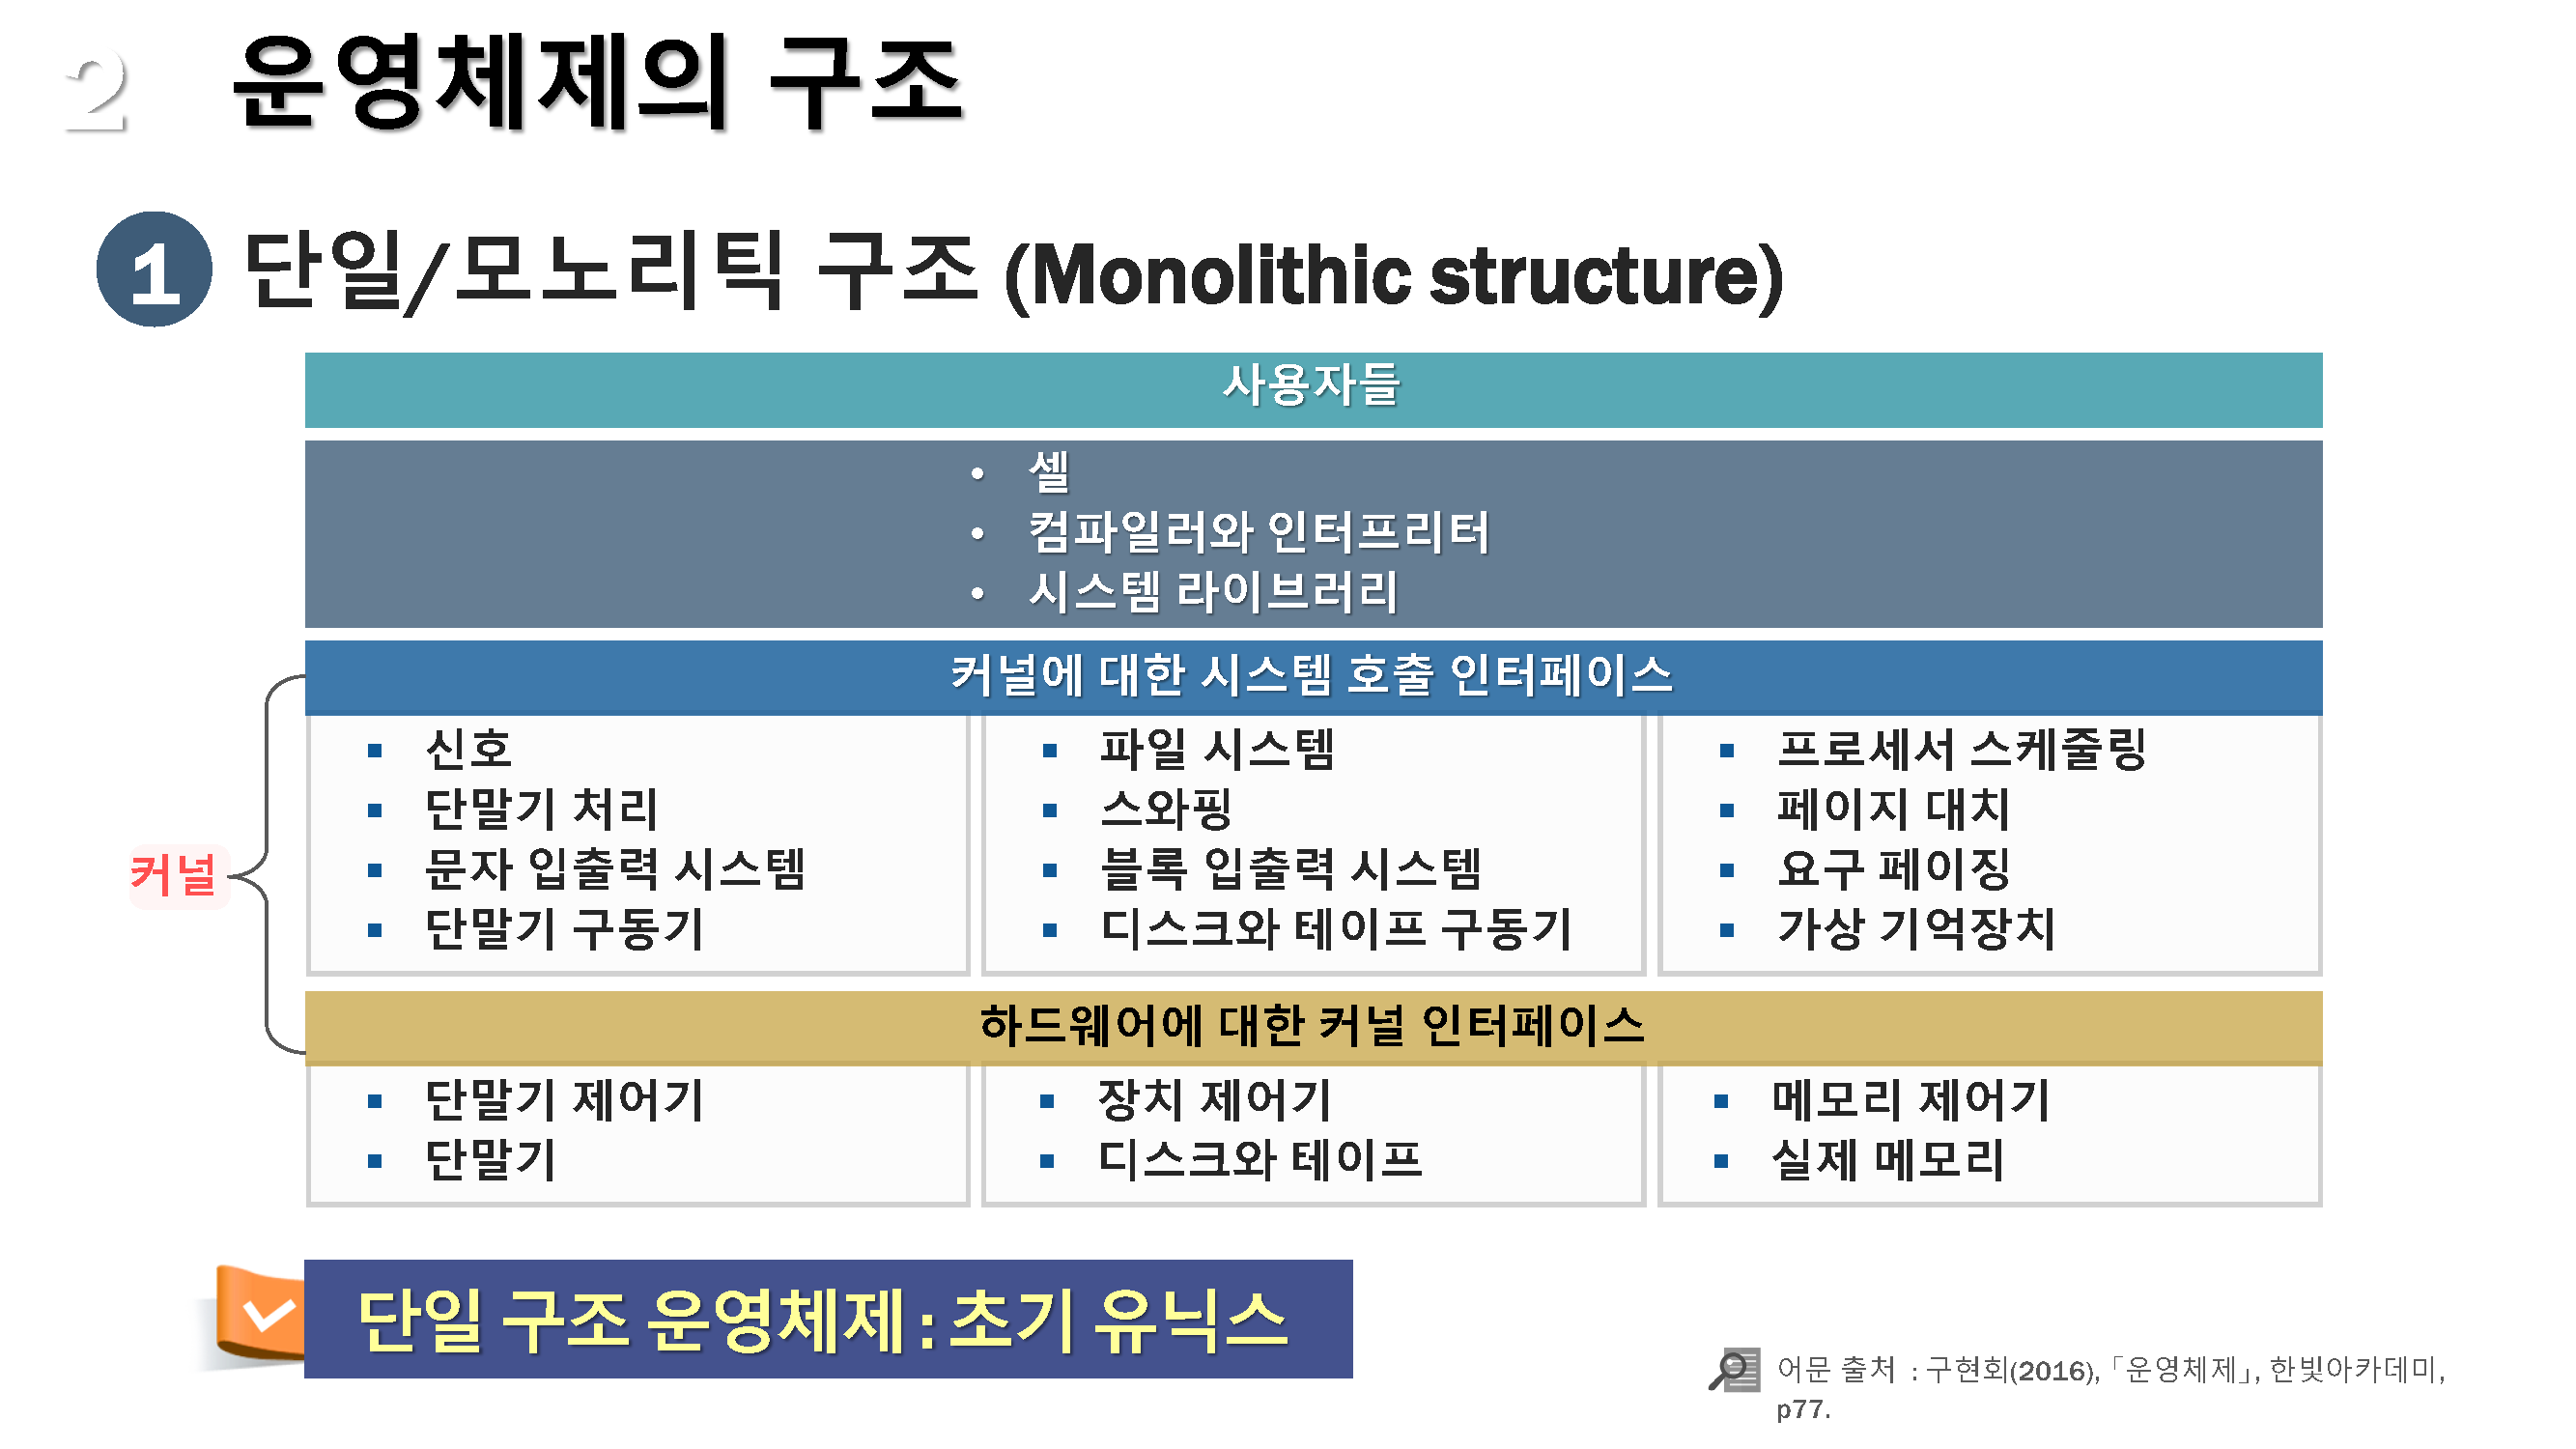 2 운영체제의 구조
1 단일/모노리틱 구조 (Monolithic structure)
사용자들
• 셸
• 컴파일러와 인터프리터
• 시스템 라이브러리
커널에 대한 시스템 호출 인터페이스
▪ 신호
▪ 단말기 처리
▪ 문자 입출력 시스템
▪ 단말기 구동기
▪ 파일 시스템
▪ 스와핑
▪ 블록 입출력 시스템
▪ 디스크와 테이프 구동기
▪ 프로세서 스케줄링
▪ 페이지 대치
▪ 요구 페이징
▪ 가상 기억장치
커널
하드웨어에 대한 커널 인터페이스
▪ 단말기 제어기
▪ 단말기
▪ 장치 제어기
▪ 디스크와 테이프
▪ 메모리 제어기
▪ 실제 메모리
단일 구조 운영체제 : 초기 유닉스
어문 출처 : 구현회(2016), 「운영체제」, 한빛아카데미,
p77.